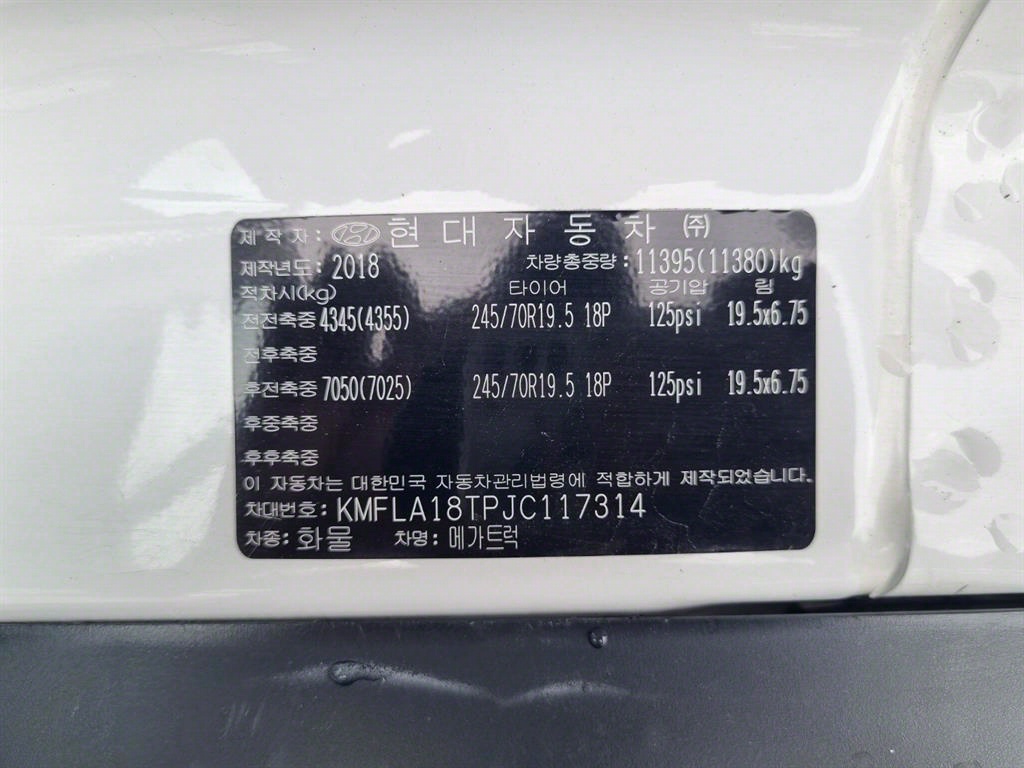 제 작 자 : 현 대 자 동 차 ㈜
제작년도 : 2018 차량총중량 : 11395(11380)kg
적차시(kg) 타이어 공기압 림
전전축중 4345(4355) 245/70R19.5 18P 125psi 19.5x6.75
전후축중
후전축중 7050(7025) 245/70R19.5 18P 125psi 19.5x6.75
후중축중
후후축중
이 자동차는 대한민국 자동차관리법령에 적합하게 제작되었습니다.
차대번호 : KMFLA18TPJC117314
차종 : 화물 차명 : 메가트럭